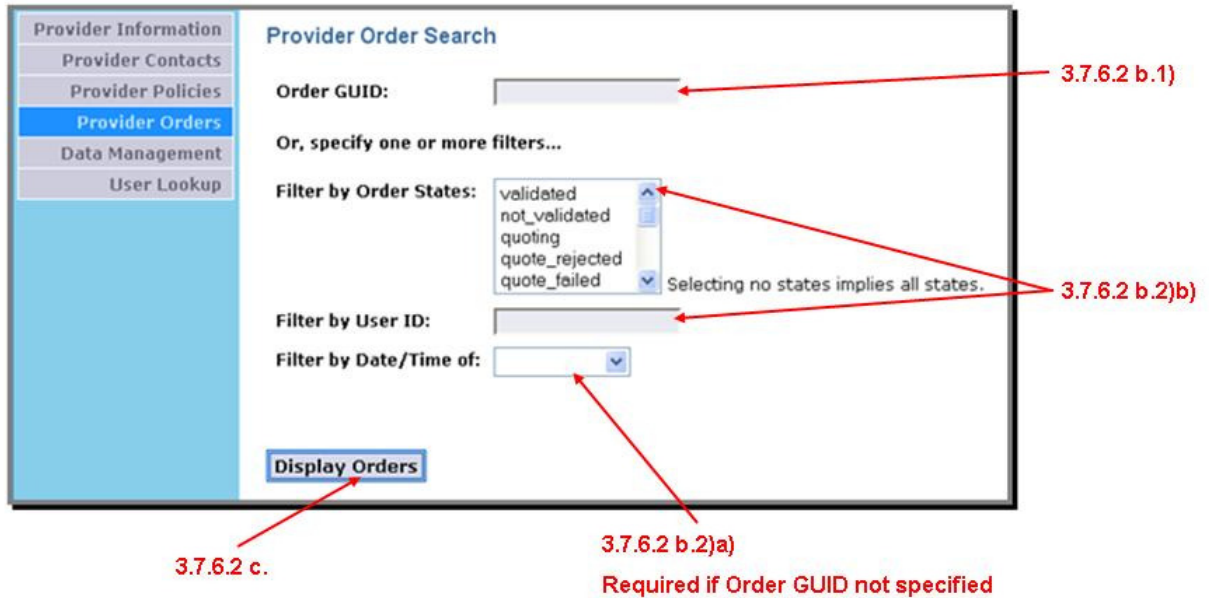 Provider Information
Provider Contacts
Provider Policies
Provider Orders
Data Management
User Lookup
Provider Order Search
Order GUID:
3.7.6.2 b.1)
Or, specify one or more filters...
Filter by Order States:
validated
not_validated
quoting
quote_rejected
quote_failed
Selecting no states implies all states.
3.7.6.2 b.2)b)
Filter by User ID:
Filter by Date/Time of:
Display Orders
3.7.6.2 c.
3.7.6.2 b.2)a)
Required if Order GUID not specified